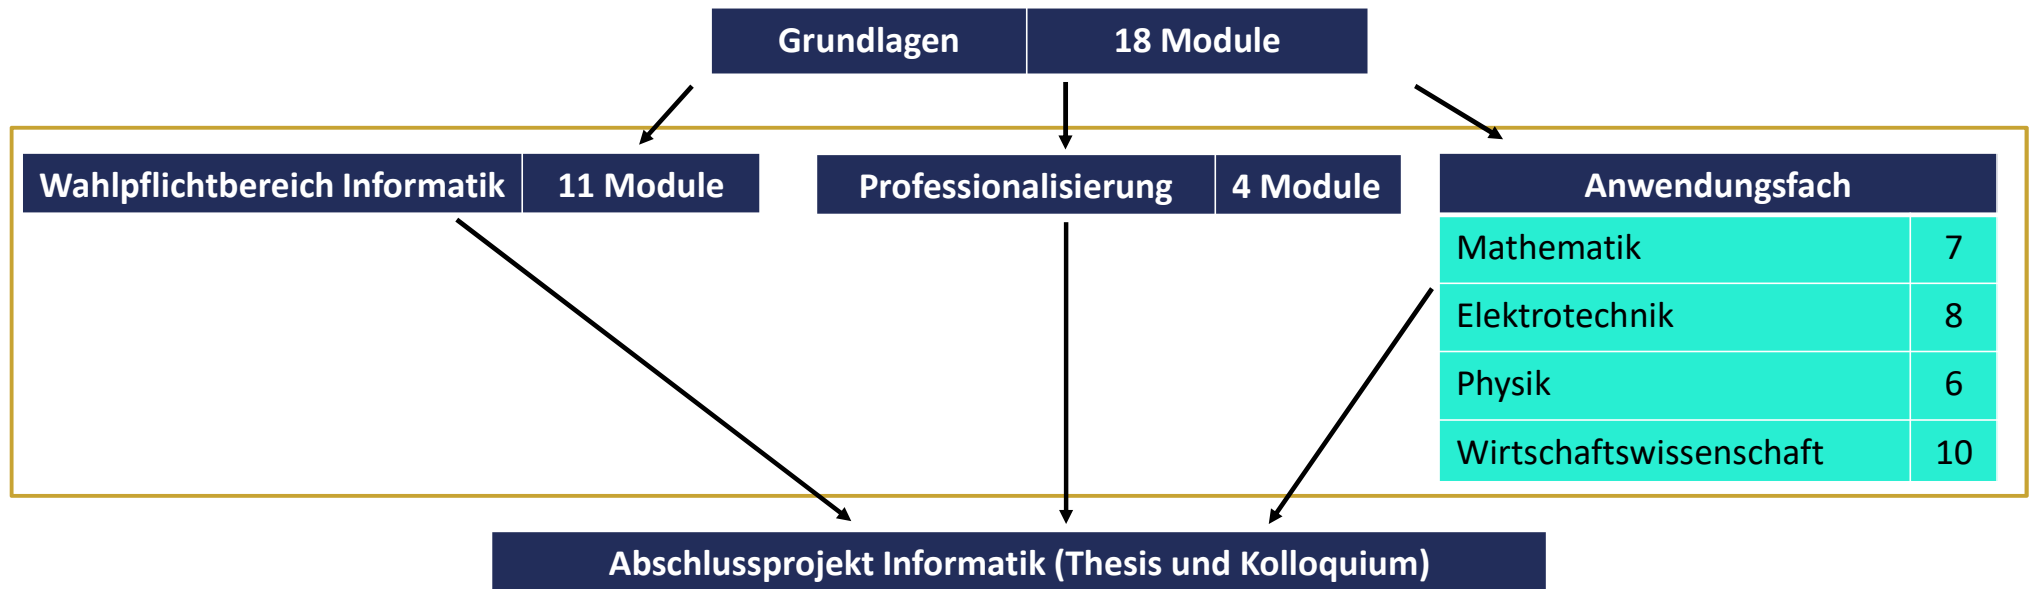 Grundlagen 18 Module
Wahlpflichtbereich Informatik 11 Module
Professionalisierung 4 Module
Anwendungsfach
Mathematik 7
Elektrotechnik 8
Physik 6
Wirtschaftswissenschaft 10
Abschlussprojekt Informatik (Thesis und Kolloquium)